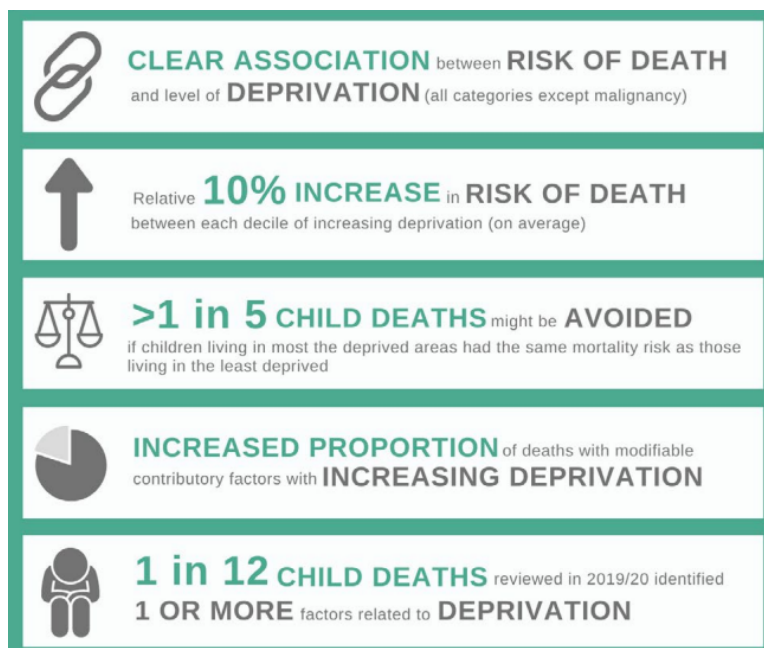 CLEAR ASSOCIATION between RISK OF DEATH
and level of DEPRIVATION (all categories except malignancy)
Relative 10% INCREASE in RISK OF DEATH
between each decile of increasing deprivation (on average)
>1 in 5 CHILD DEATHS might be AVOIDED
if children living in most the deprived areas had the same mortality risk as those
living in the least deprived
INCREASED PROPORTION of deaths with modifiable
contributory factors with INCREASING DEPRIVATION
1 in 12 CHILD DEATHS reviewed in 2019/20 identified
1 OR MORE factors related to DEPRIVATION